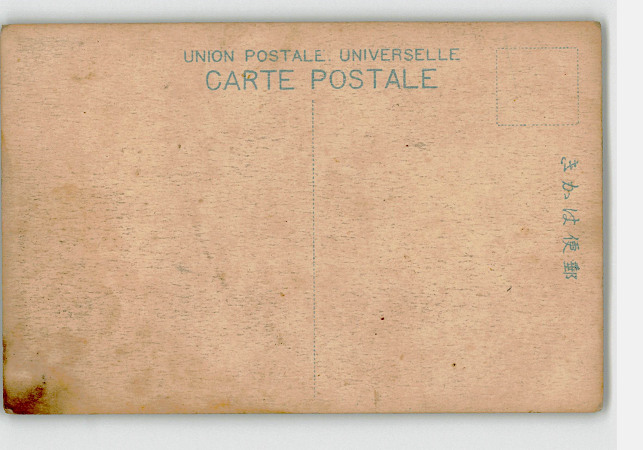 UNION POSTALE UNIVERSELLE
CARTE POSTALE
郵便はかき